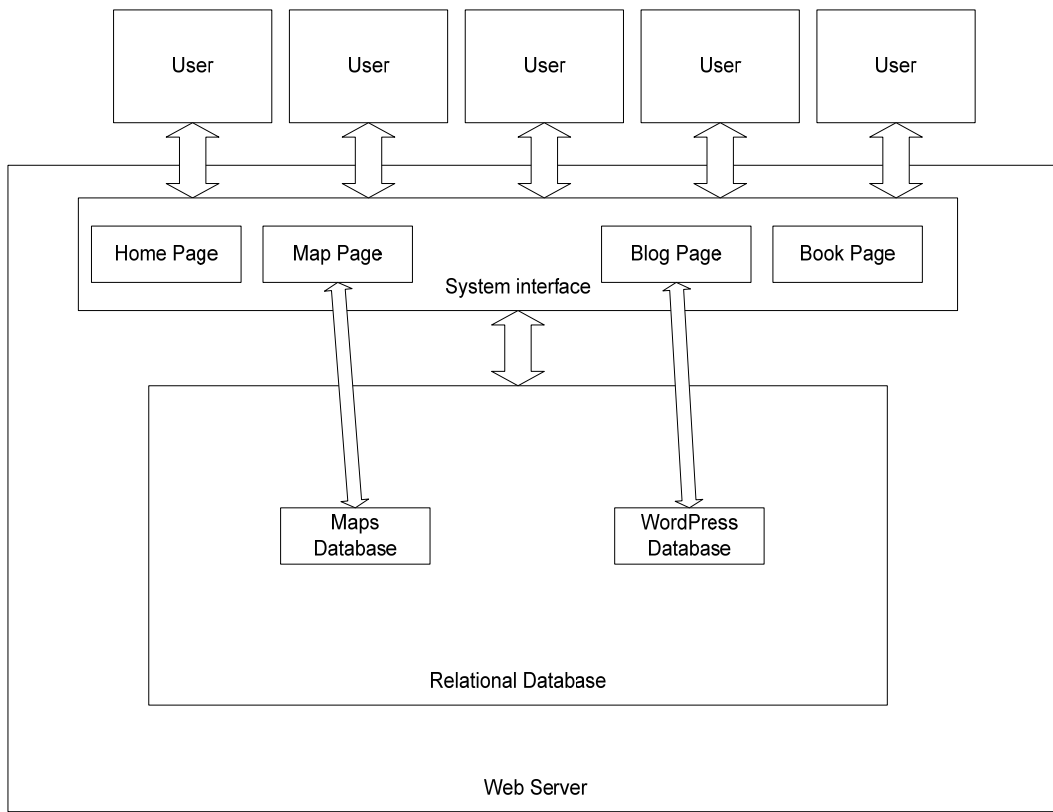 User
User
User
User
User
Home Page
Map Page
Blog Page
Book Page
System interface
Maps
Database
WordPress
Database
Relational Database
Web Server